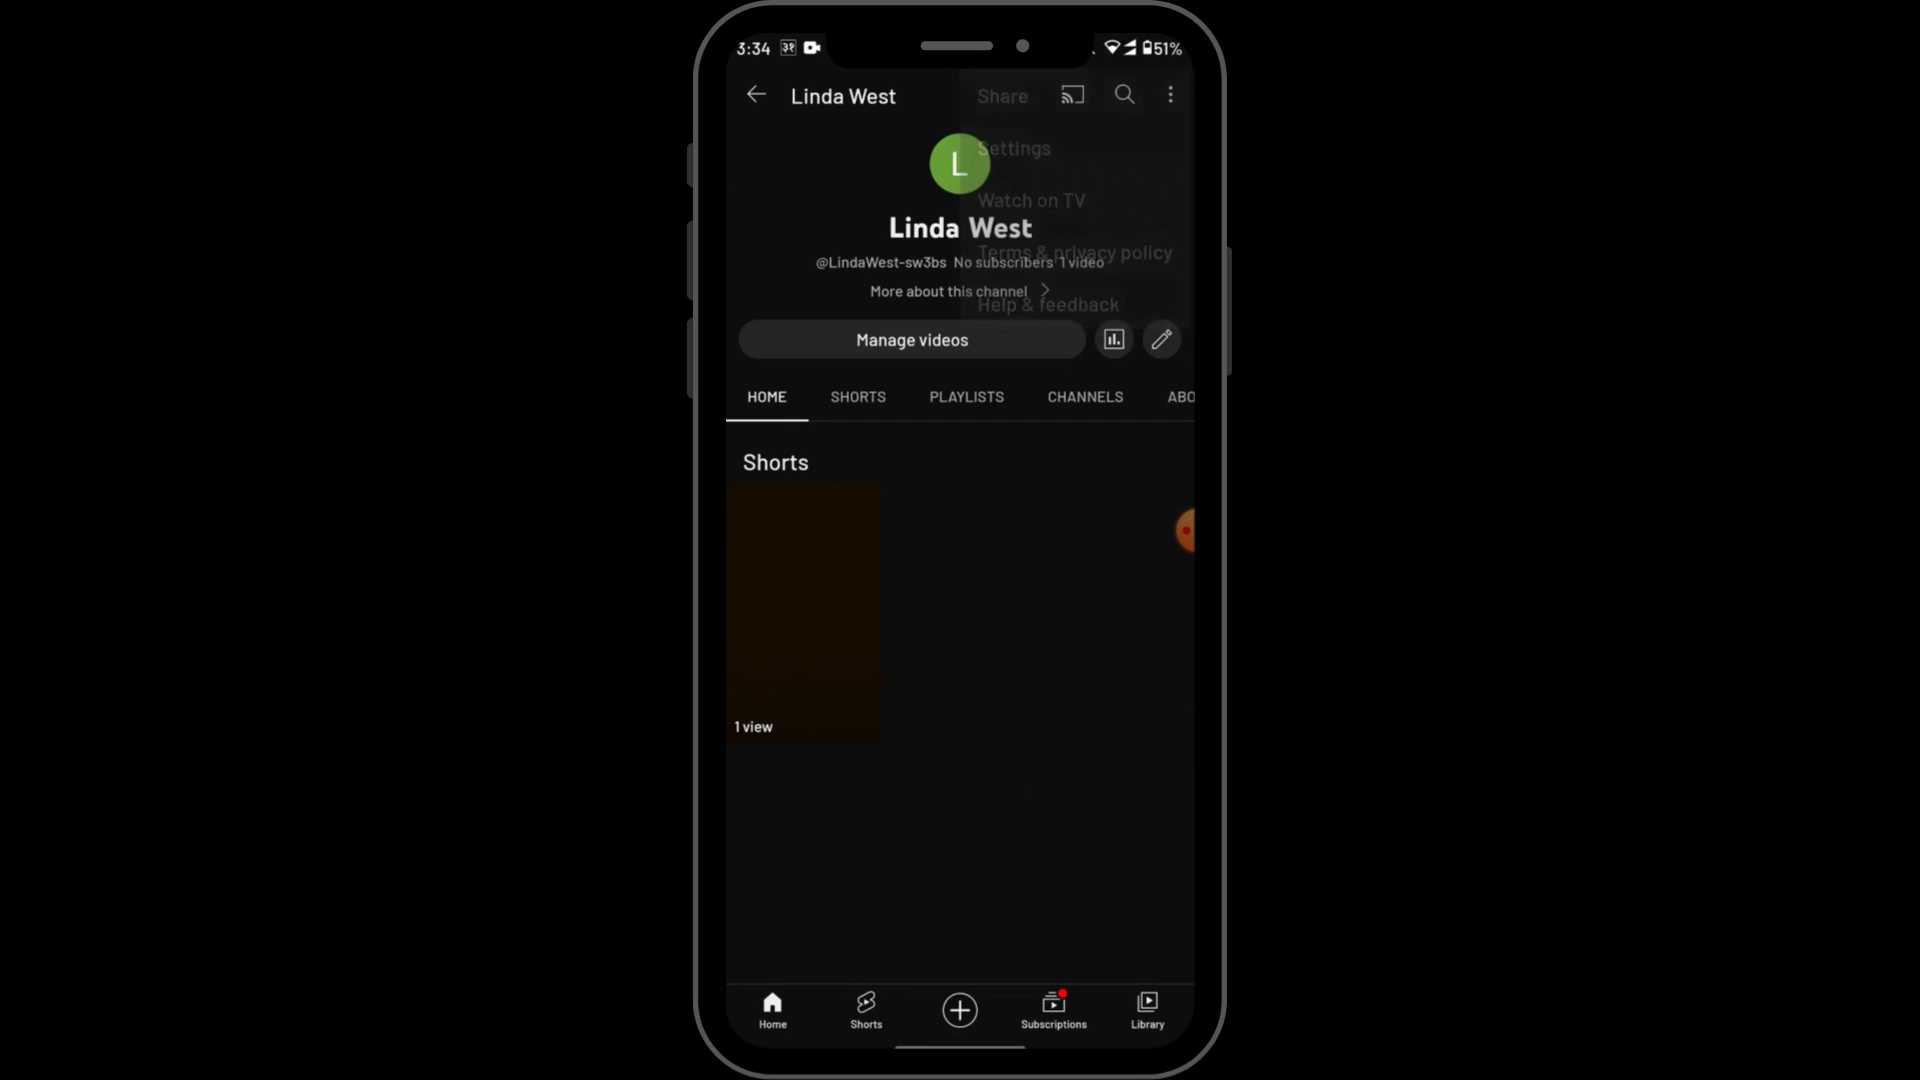 3:34 ३१ 51%
Linda West
Share
L
Settings
Watch on TV
Linda West
Terms & privacy policy
@LindaWest-sw3bs No subscribers 1 video
More about this channel
Help & feedback
Manage videos
HOME SHORTS PLAYLISTS CHANNELS ABO
Shorts
1 view
Home Shorts Subscriptions Library